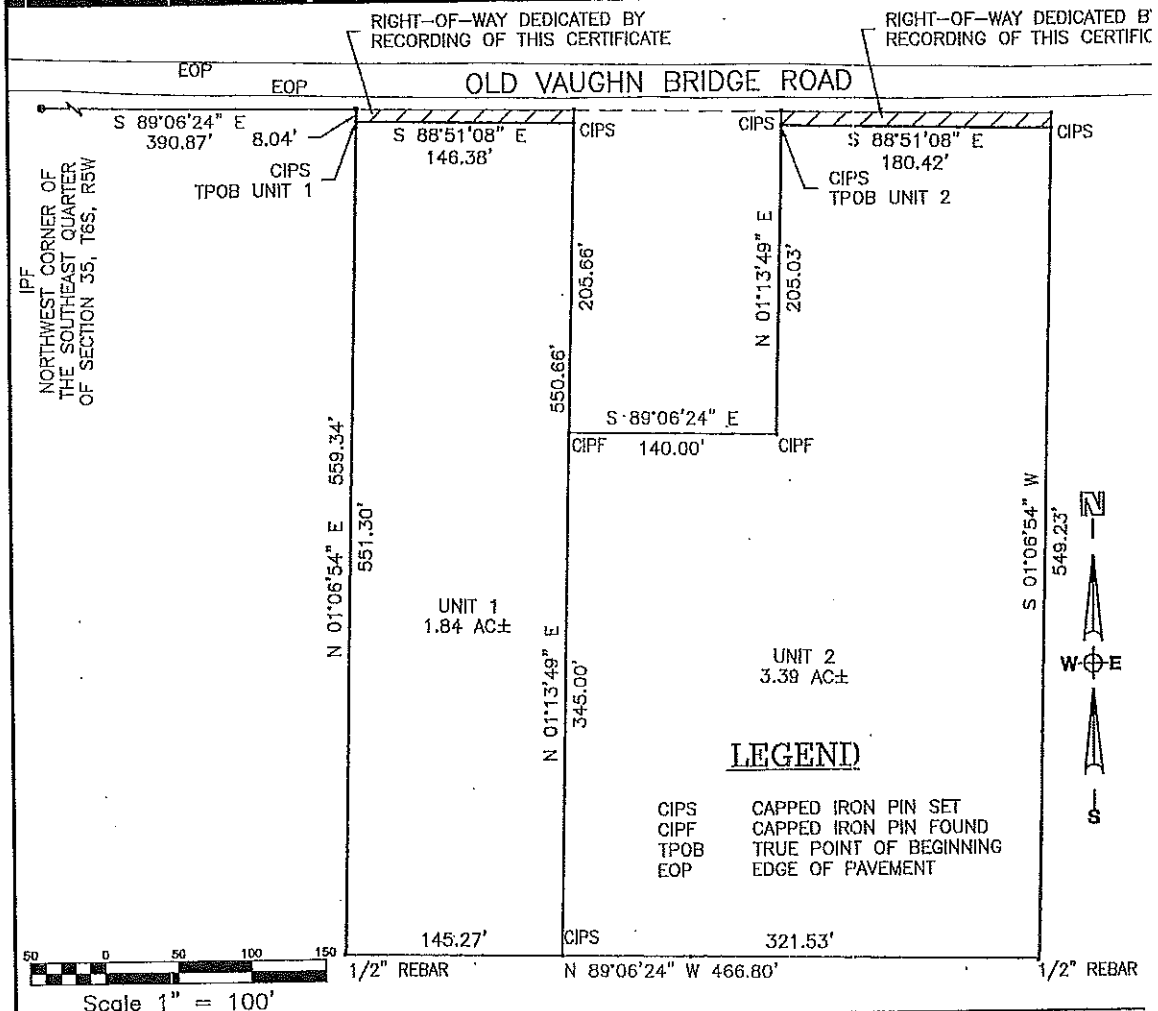 RIGHT-OF-WAY DEDICATED BY
RECORDING OF THIS CERTIFICATE
RIGHT-OF-WAY DEDICATED BY
RECORDING OF THIS CERTIFIC
EOP
EOP
OLD VAUGHN BRIDGE ROAD
S 89°06'24" E
390.87'
8.04'
CIPS
TPOB UNIT 1
S 88°51'08" E
146.38'
CIPS
CIPS
S 88°51'08" E
180.42'
CIPS
CIPS
TPOB UNIT 2
IPF
NORTHWEST CORNER OF
THE SOUTHEAST QUARTER
OF SECTION 35, T6S, R5W
205.66'
N 01°13'49" E
205.03'
550.66'
S 89°06'24" E
140.00'
CIPF
CIPF
N 01°06'54" E 559.34'
551.30'
S 01°06'54" W
549.23'
N
UNIT 1
1.84 AC±
N 01°13'49" E
345.00'
UNIT 2
3.39 AC±
W E
S
LEGEND
CIPS CAPPED IRON PIN SET
CIPF CAPPED IRON PIN FOUND
TPOB TRUE POINT OF BEGINNING
EOP EDGE OF PAVEMENT
145.27'
CIPS
321.53'
50 0 50 100 150
1/2" REBAR
N 89°06'24" W 466.80'
1/2" REBAR
Scale 1" = 100'